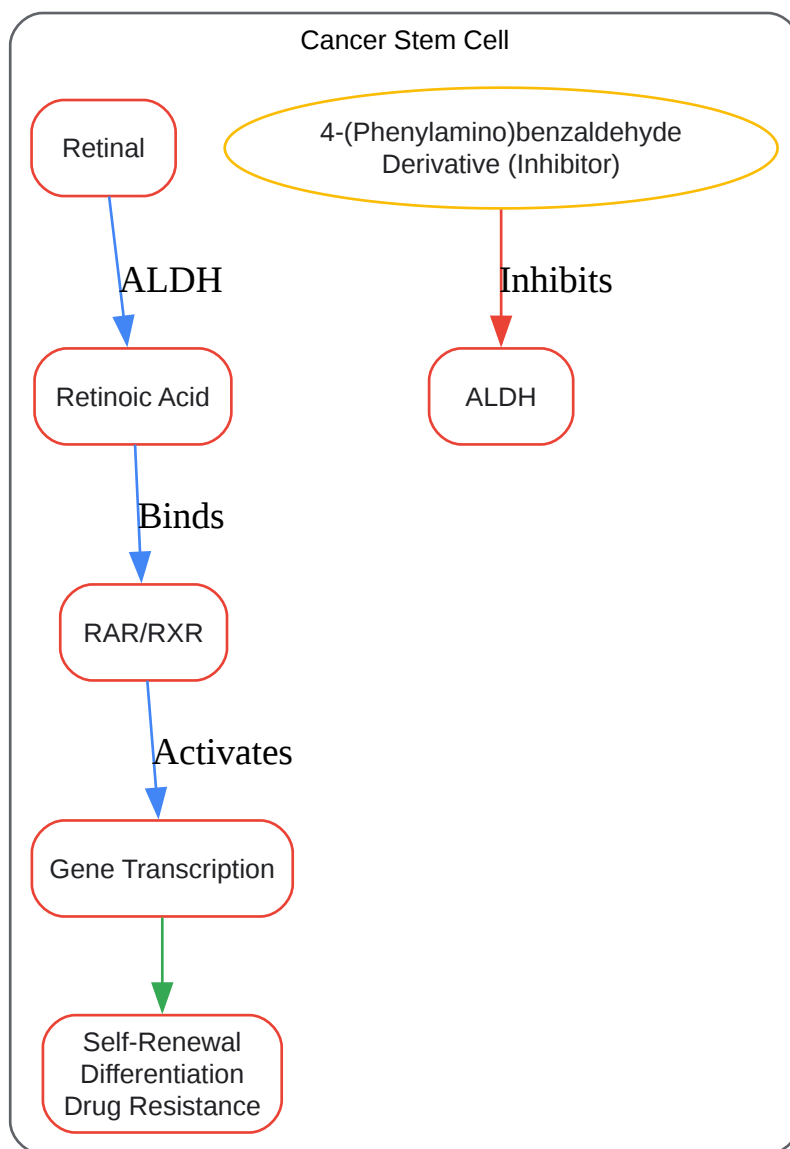 Cancer Stem Cell
Retinal
4-(Phenylamino)benzaldehyde
Derivative (Inhibitor)
ALDH
Inhibits
Retinoic Acid
ALDH
Binds
RAR/RXR
Activates
Gene Transcription
Self-Renewal
Differentiation
Drug Resistance